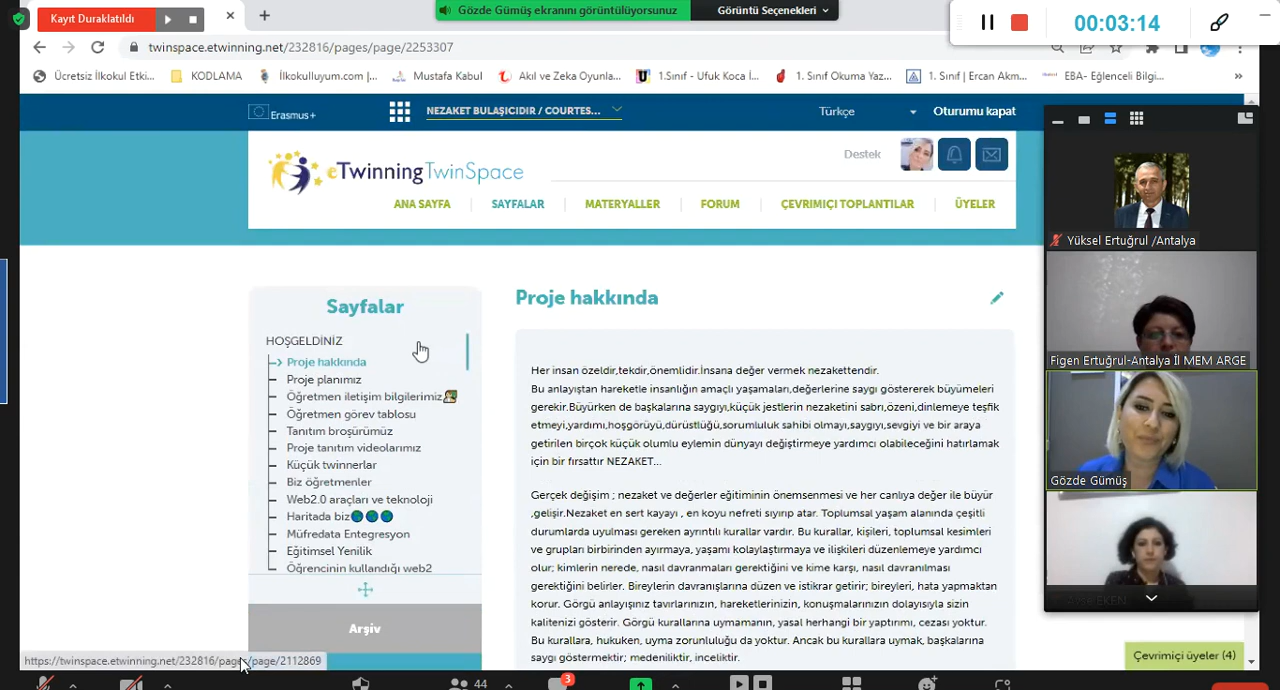 Kayıt Duraklatıldı
Gözde Gümüş ekranını görüntülüyorsunuz
Görüntü Seçenekleri
00:03:14
twinspace.etwinning.net/232816/pages/page/2253307
Ücretsiz İlkokul Etki...
KODLAMA
İlkokulluyum.com |...
Mustafa Kabul
Akıl ve Zeka Oyunla...
1.Sınıf - Ufuk Koca İ...
1. Sınıf Okuma Yaz...
1. Sınıf | Ercan Akm...
EBA- Eğlenceli Bilgi...
»
Erasmus+
NEZAKET BULAŞICIDIR / COURTES...
Türkçe
Oturumu kapat
eTwinning TwinSpace
Destek
ANA SAYFA
SAYFALAR
MATERYALLER
FORUM
ÇEVRİMİÇİ TOPLANTILAR
ÜYELER
Sayfalar
HOŞGELDİNİZ
Proje hakkında
Proje planımız
Öğretmen iletişim bilgilerimiz
Öğretmen görev tablosu
Tanıtım broşürümüz
Proje tanıtım videolarımız
Küçük twinnerlar
Biz öğretmenler
Web2.0 araçları ve teknoloji
Haritada biz
Müfredata Entegresyon
Eğitimsel Yenilik
Öğrencinin kullandığı web2
Arşiv
Proje hakkında
Her insan özeldir,tekdir,önemlidir.İnsana değer vermek nezakettendir.
Bu anlayıştan hareketle insanlığın amaçlı yaşamaları,değerlerine saygı göstererek büyümeleri
gerekir.Büyürken de başkalarına saygıyı,küçük jestlerin nezaketini sabrı,özeni,dinlemeye teşfik
etmeyi,yardımı,hoşgörüyü,dürüstlüğü,sorumluluk sahibi olmayı,saygıyı,sevgiyi ve bir araya
getirilen birçok küçük olumlu eylemin dünyayı değiştirmeye yardımcı olabileceğini hatırlamak
için bir fırsattır NEZAKET...
Gerçek değişim ; nezaket ve değerler eğitiminin önemsenmesi ve her canlıya değer ile büyür
,gelişir.Nezaket en sert kayayı , en koyu nefreti sıyırıp atar. Toplumsal yaşam alanında çeşitli
durumlarda uyulması gereken ayrıntılı kurallar vardır. Bu kurallar, kişileri, toplumsal kesimleri
ve grupları birbirinden ayırmaya, yaşamı kolaylaştırmaya ve ilişkileri düzenlemeye yardımcı
olur; kimlerin nerede, nasıl davranmaları gerektiğini ve kime karşı, nasıl davranılması
gerektiğini belirler. Bireylerin davranışlarına düzen ve istikrar getirir; bireyleri, hata yapmaktan
korur. Görgü anlayışınız tavırlarınızın, hareketlerinizin, konuşmalarınızın dolayısıyla sizin
kalitenizi gösterir. Görgü kurallarına uymamanın, yasal herhangi bir yaptırımı, cezası yoktur.
Bu kurallara, hukuken, uyma zorunluluğu da yoktur. Ancak bu kurallara uymak, başkalarına
saygı göstermektir; medeniliktir, inceliktir.
Yüksel Ertuğrul /Antalya
Figen Ertuğrul-Antalya İl MEM ARGE
Gözde Gümüş
Ayşe EKEN
Çevrimiçi üyeler (4)
https://twinspace.etwinning.net/232816/pages/page/2112869
44
3